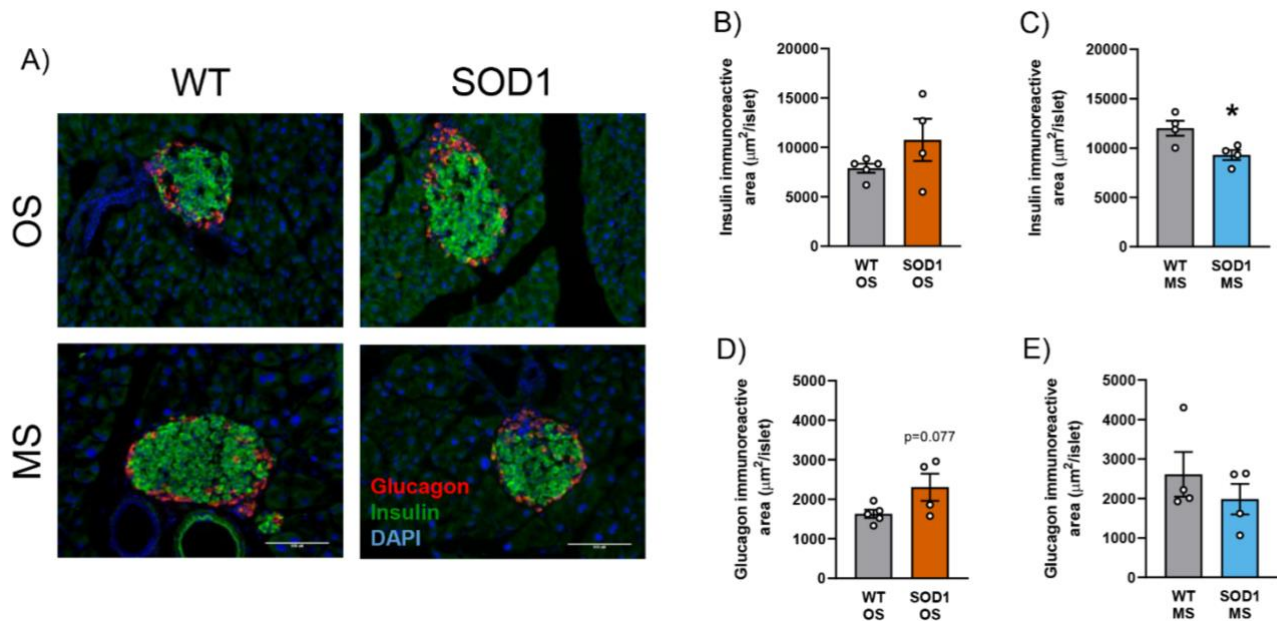 A)
WT
SOD1
OS
MS
Glucagon
Insulin
DAPI
B)
Insulin immunoreactive
area (μm²/islet)
20000
15000
10000
5000
0
WT
OS
SOD1
OS
C)
Insulin immunoreactive
area (μm²/islet)
20000
15000
10000
5000
0
*
WT
MS
SOD1
MS
D)
Glucagon immunoreactive
area (μm²/islet)
5000
4000
3000
2000
1000
0
p=0.077
WT
OS
SOD1
OS
E)
Glucagon immunoreactive
area (μm²/islet)
5000
4000
3000
2000
1000
0
WT
MS
SOD1
MS